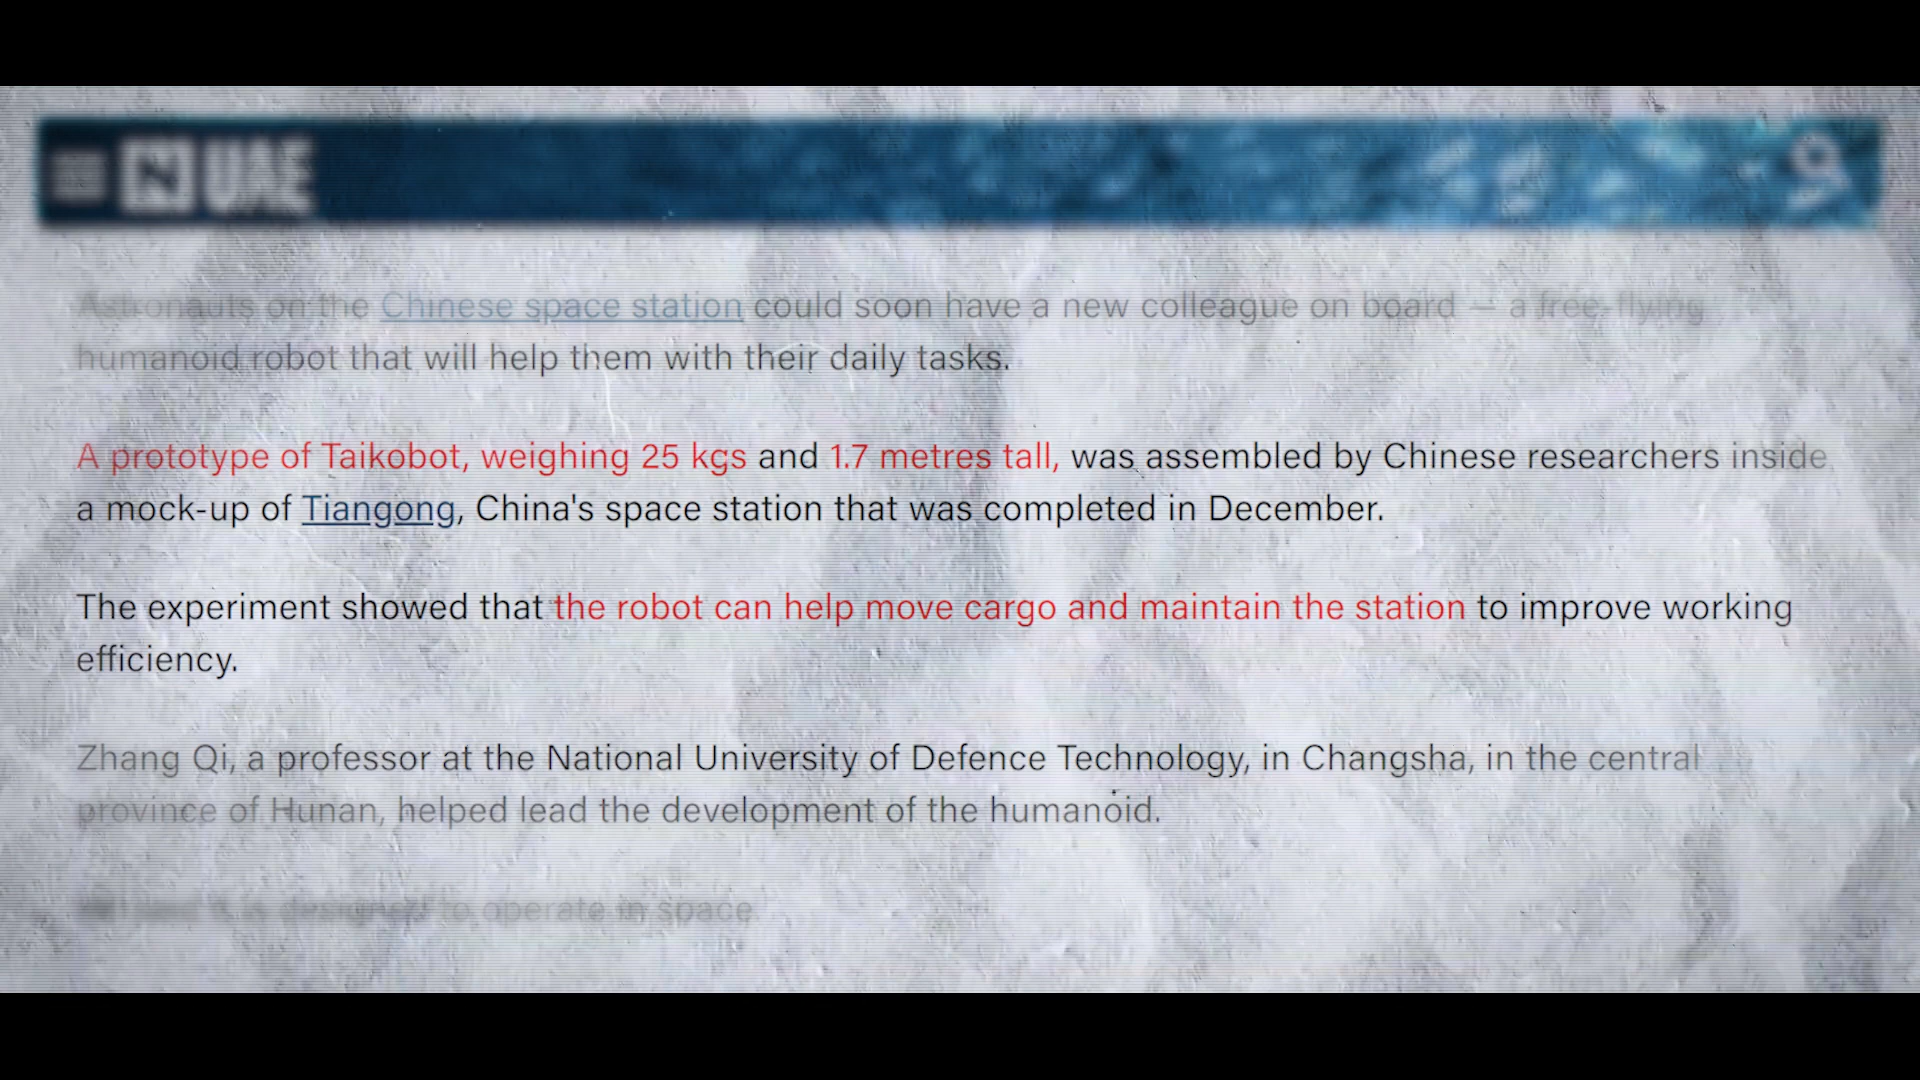 UAE
Astronauts on the Chinese space station could soon have a new colleague on board — a free-flying
humanoid robot that will help them with their daily tasks.
A prototype of Taikobot, weighing 25 kgs and 1.7 metres tall, was assembled by Chinese researchers inside
a mock-up of Tiangong, China's space station that was completed in December.
The experiment showed that the robot can help move cargo and maintain the station to improve working
efficiency.
Zhang Qi, a professor at the National University of Defence Technology, in Changsha, in the central
province of Hunan, helped lead the development of the humanoid.
designed to operate in space